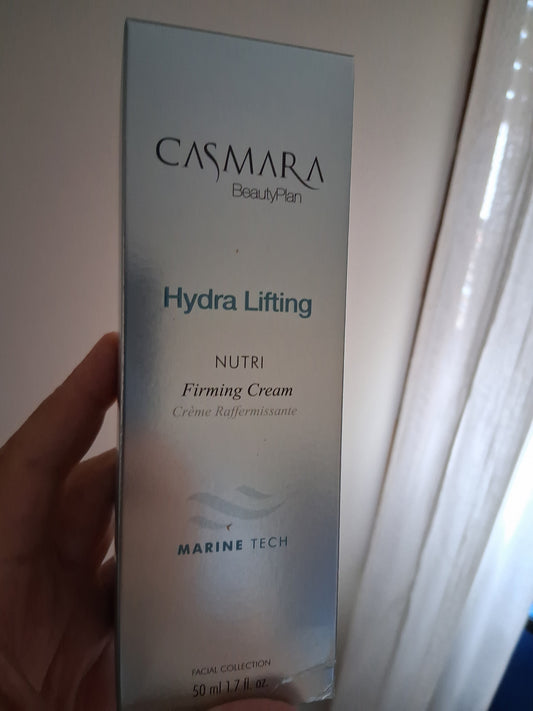 CASMARA
BeautyPlan
Hydra Lifting
NUTRI
Firming Cream
Crème Raffermissante
MARINE TECH
FACIAL COLLECTION
50 ml 1.7 fl. oz.